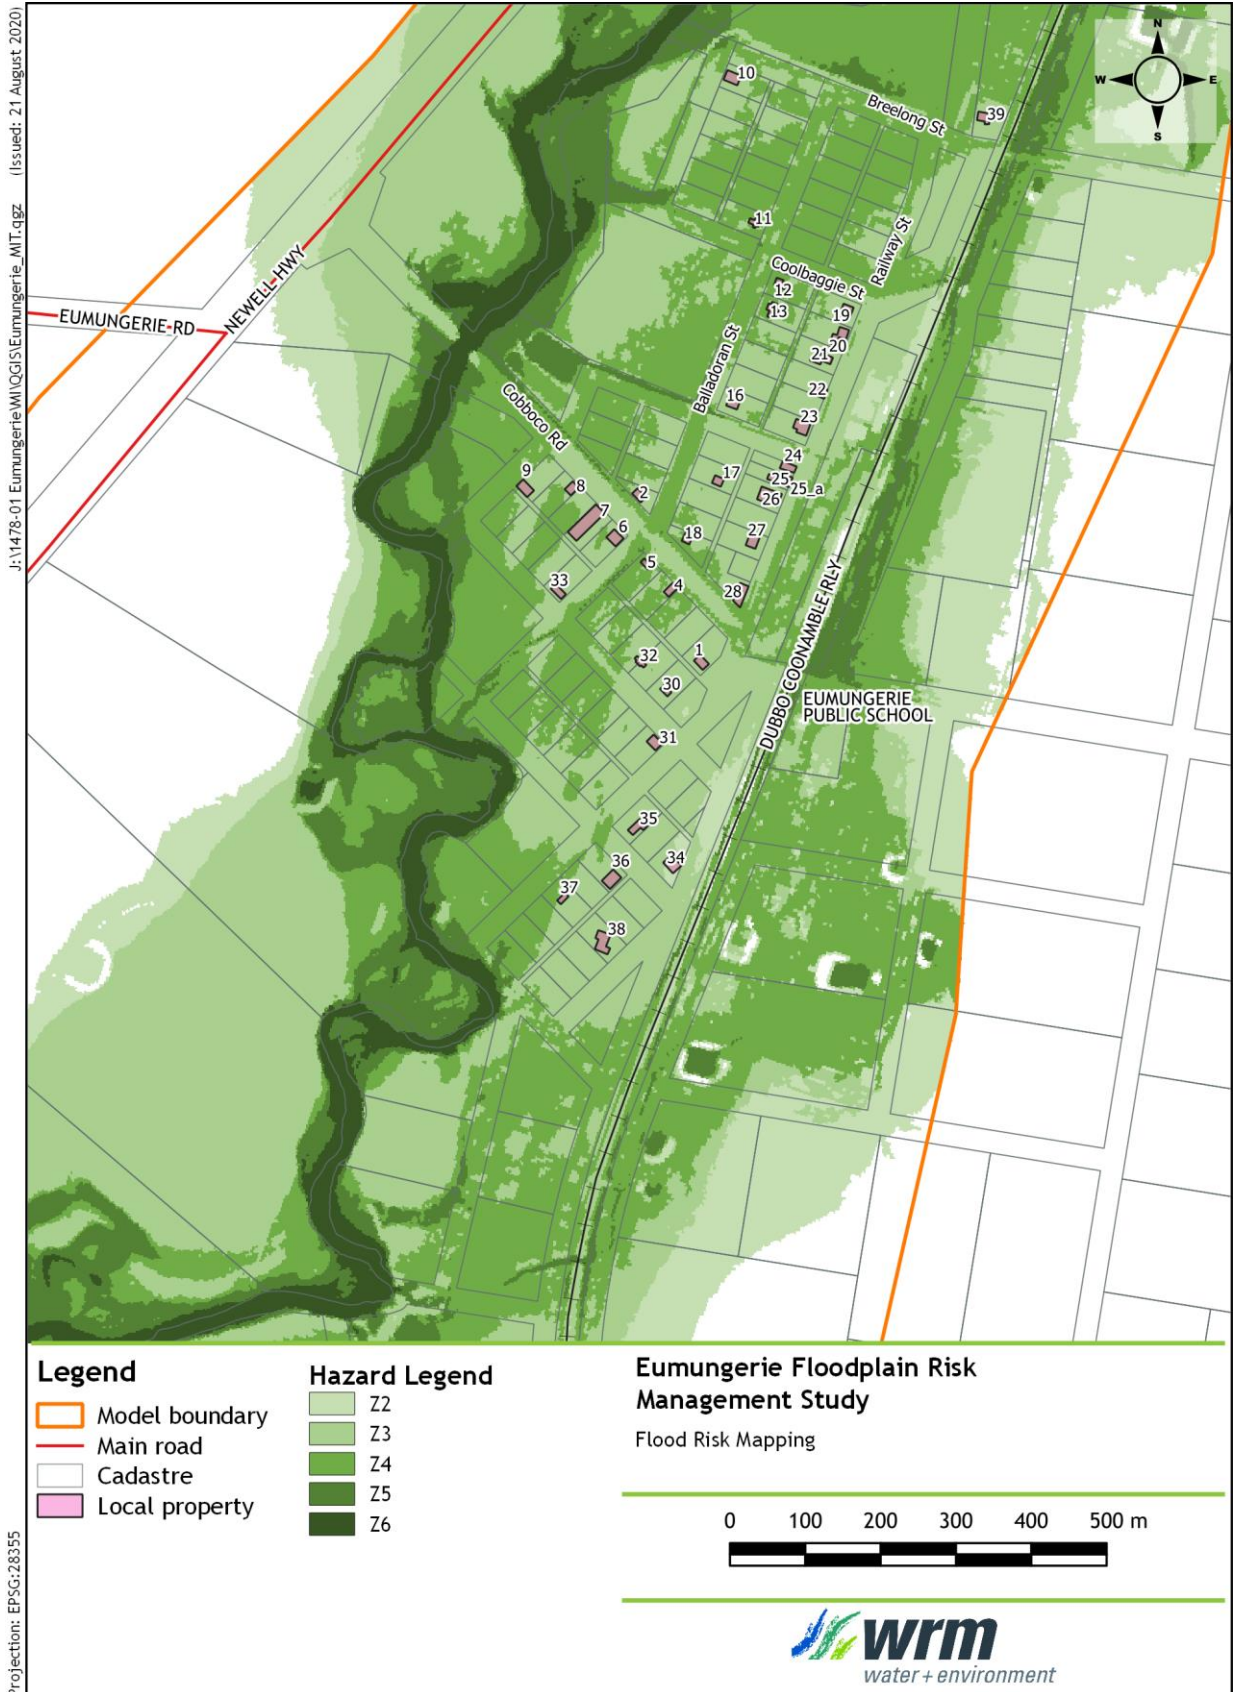 J:\1478-01 Eumungerie\WI\QGIS\Eumungerie_MIT.qgz (Issued: 21 August 2020)
N
W
E
S
10
39
Breelong St
11
Railway St
Coolbaggie St
12
13
19
20
21
22
23
16
Balladoran St
EUMUNGERIE RD
NEWELL HWY
Cobboco Rd
9
8
7
6
2
17
24
25
25_a
26
27
18
5
4
28
33
32
1
30
31
DUBBO COONAMBLE RLY
EUMUNGERIE
PUBLIC SCHOOL
35
34
36
37
38
Legend
Model boundary
Main road
Cadastre
Local property
Hazard Legend
Z2
Z3
Z4
Z5
Z6
Eumungerie Floodplain Risk
Management Study
Flood Risk Mapping
0 100 200 300 400 500 m
wrm
water + environment
Projection: EPSG:28355